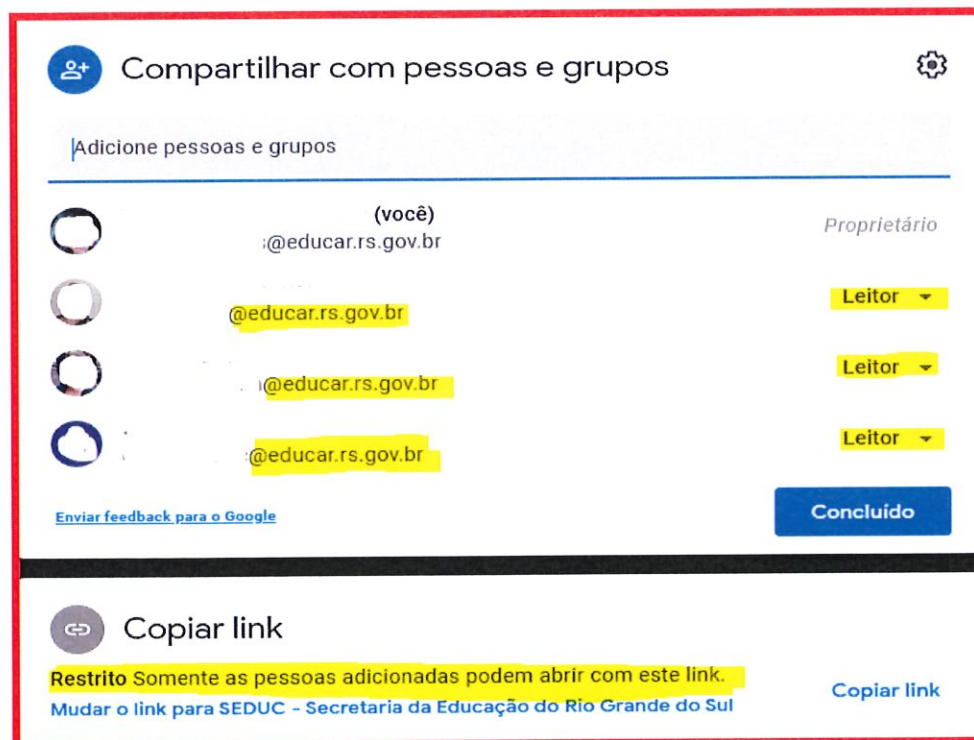 Compartilhar com pessoas e grupos
Adicione pessoas e grupos
(você)
@educar.rs.gov.br
Proprietário
@educar.rs.gov.br
Leitor
@educar.rs.gov.br
Leitor
@educar.rs.gov.br
Leitor
Enviar feedback para o Google
Concluído
Copiar link
Restrito Somente as pessoas adicionadas podem abrir com este link.
Mudar o link para SEDUC - Secretaria da Educação do Rio Grande do Sul
Copiar link